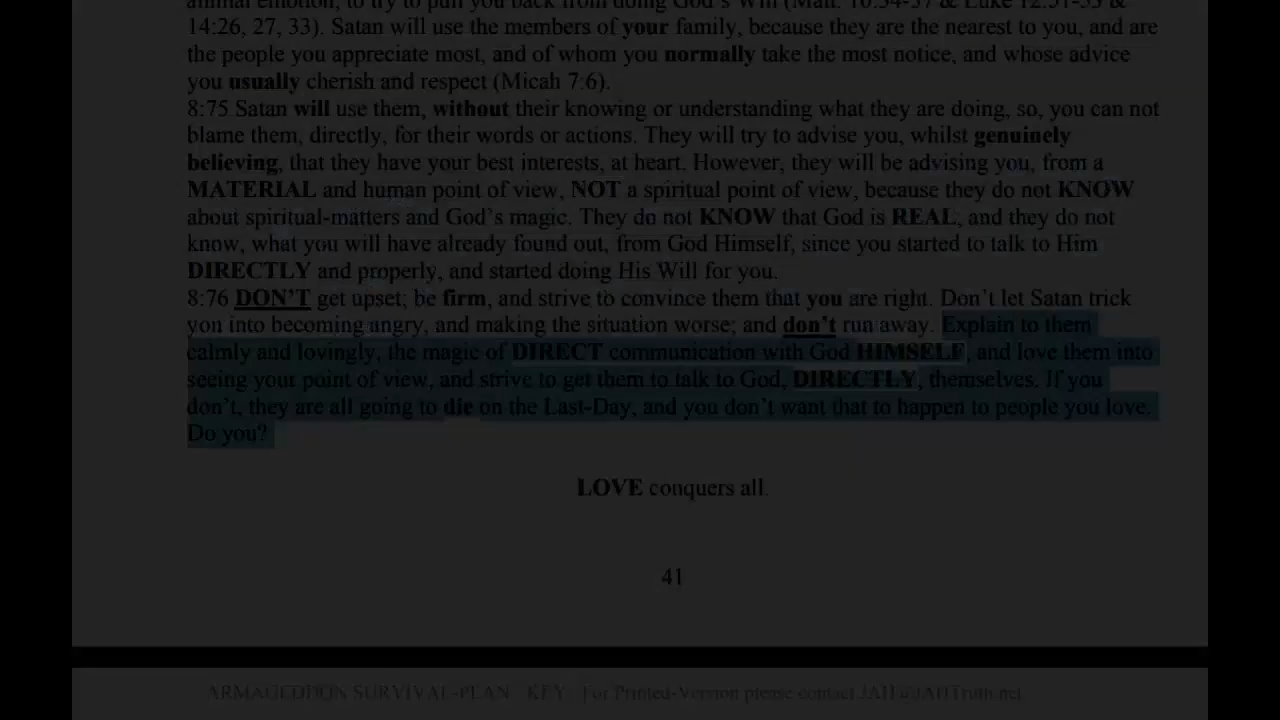 animal emotion, to try to pull you back from doing God's Will (Matt. 10:34-37 & Luke 12:51-53 &
14:26, 27, 33). Satan will use the members of your family, because they are the nearest to you, and are
the people you appreciate most, and of whom you normally take the most notice, and whose advice
you usually cherish and respect (Micah 7:6).
8:75 Satan will use them, without their knowing or understanding what they are doing, so, you can not
blame them, directly, for their words or actions. They will try to advise you, whilst genuinely
believing, that they have your best interests, at heart. However, they will be advising you, from a
MATERIAL and human point of view, NOT a spiritual point of view, because they do not KNOW
about spiritual-matters and God's magic. They do not KNOW that God is REAL, and they do not
know, what you will have already found out, from God Himself, since you started to talk to Him
DIRECTLY and properly, and started doing His Will for you.
8:76 DON'T get upset; be firm, and strive to convince them that you are right. Don't let Satan trick
you into becoming angry, and making the situation worse; and don't run away. Explain to them
calmly and lovingly, the magic of DIRECT communication with God HIMSELF, and love them into
seeing your point of view, and strive to get them to talk to God, DIRECTLY, themselves. If you
don't, they are all going to die on the Last-Day, and you don't want that to happen to people you love.
Do you?
LOVE conquers all.
41
ARMAGEDDON SURVIVAL-PLAN KEY: For Printed-Version please contact JAH@JAHTruth.net